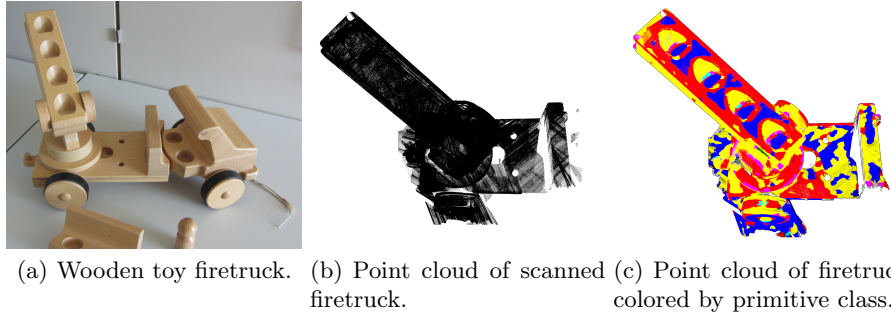 (a) Wooden toy firetruck.
(b) Point cloud of scanned
firetruck.
(c) Point cloud of firetruc
colored by primitive class.